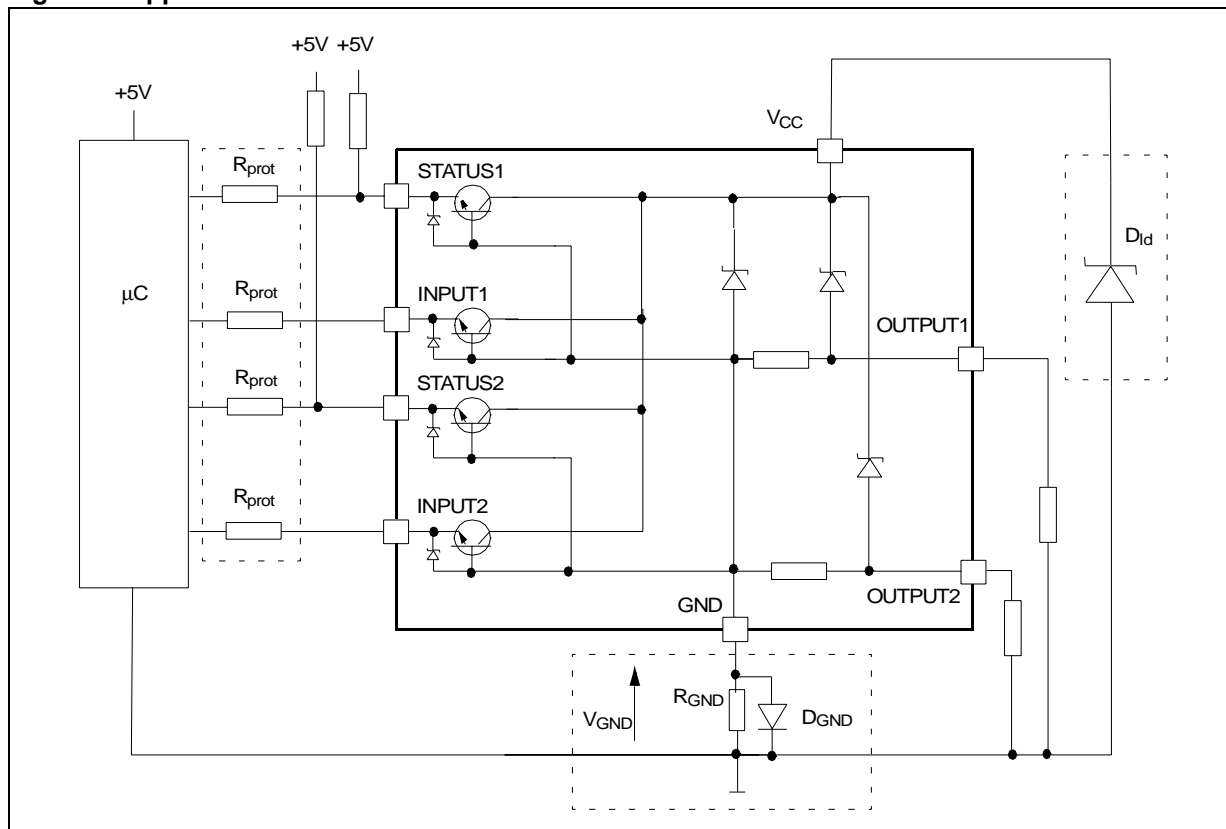 +5V +5V
+5V
VCC
Rprot
STATUS1
Dld
μC
Rprot
INPUT1
OUTPUT1
Rprot
STATUS2
Rprot
INPUT2
GND
OUTPUT2
RGND
VGND
DGND